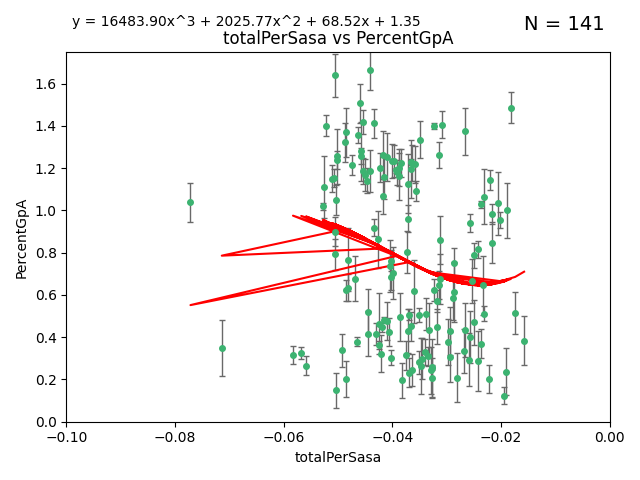 y = 16483.90x^3 + 2025.77x^2 + 68.52x + 1.35
N = 141
totalPerSasa vs PercentGpA
PercentGpA
1.6
1.4
1.2
1.0
0.8
0.6
0.4
0.2
0.0
−0.10 −0.08 −0.06 −0.04 −0.02 0.00
totalPerSasa